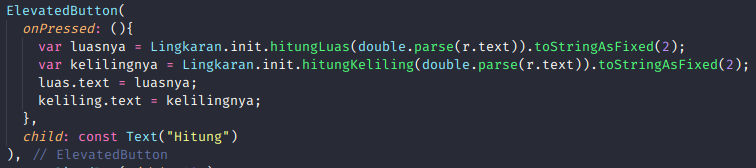 ElevatedButton(
onPressed: (){
var luasnya = Lingkaran.init.hitungLuas(double.parse(r.text)).toStringAsFixed(2);
var kelilingnya = Lingkaran.init.hitungKeliling(double.parse(r.text)).toStringAsFixed(2);
luas.text = luasnya;
keliling.text = kelilingnya;
},
child: const Text("Hitung")
), // ElevatedButton